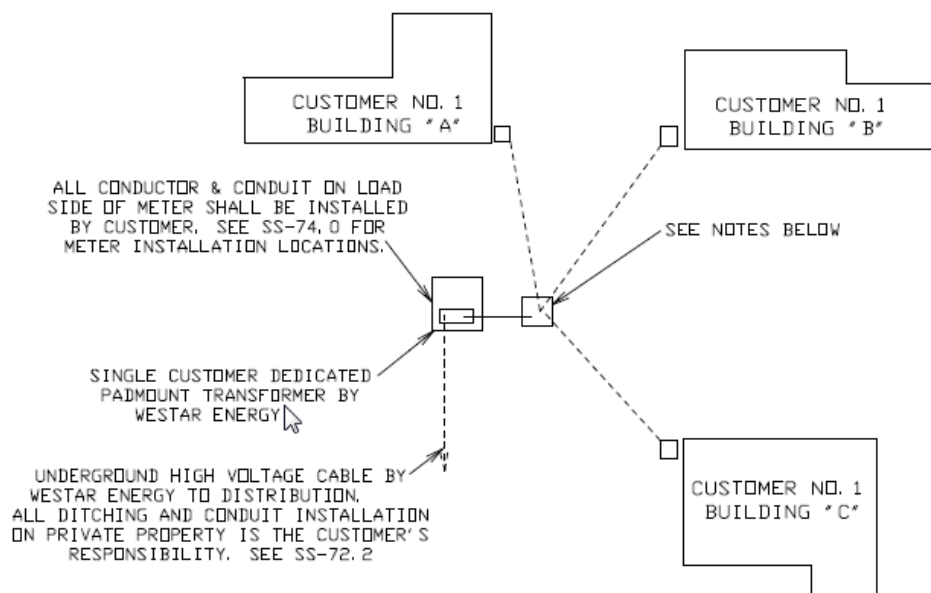 CUSTOMER NO. 1
BUILDING "A"
CUSTOMER NO. 1
BUILDING "B"
ALL CONDUCTOR & CONDUIT ON LOAD
SIDE OF METER SHALL BE INSTALLED
BY CUSTOMER. SEE SS-74.0 FOR
METER INSTALLATION LOCATIONS.
SEE NOTES BELOW
SINGLE CUSTOMER DEDICATED
PADMOUNT TRANSFORMER BY
WESTAR ENERGY
UNDERGROUND HIGH VOLTAGE CABLE BY
WESTAR ENERGY TO DISTRIBUTION.
ALL DITCHING AND CONDUIT INSTALLATION
ON PRIVATE PROPERTY IS THE CUSTOMER'S
RESPONSIBILITY. SEE SS-72.2
CUSTOMER NO. 1
BUILDING "C"